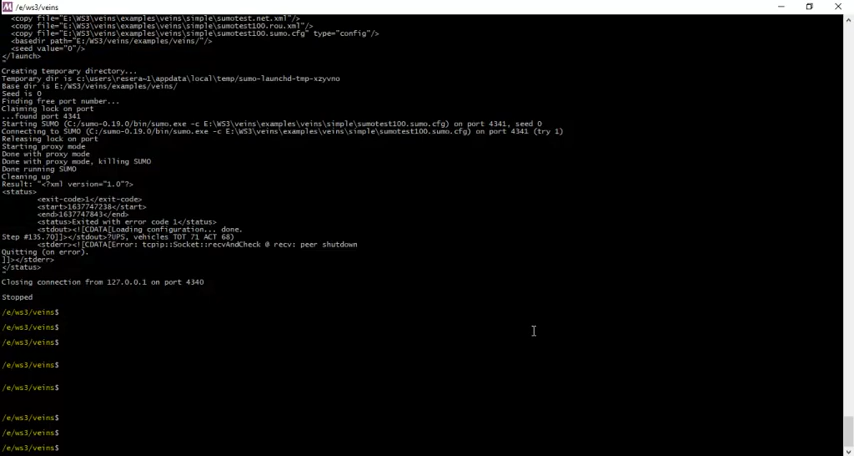 /e/ws3/veins
<copy file="E:\WS3\veins\examples\veins\simple\sumotest.net.xml"/>
<copy file="E:\WS3\veins\examples\veins\simple\sumotest100.rou.xml"/>
<copy file="E:\WS3\veins\examples\veins\simple\sumotest100.sumo.cfg" type="config"/>
<basedir path="E:/WS3/veins/examples/veins/"/>
<seed value="0"/>
</launch>
"
Creating temporary directory...
Temporary dir is c:\users\resera~1\appdata\local\temp/sumo-launchd-tmp-xzyvno
Base dir is E:/WS3/veins/examples/veins/
Seed is 0
Finding free port number...
Claiming lock on port
...found port 4341
Starting SUMO (C:/sumo-0.19.0/bin/sumo.exe -c E:\WS3\veins\examples\veins\simple\sumotest100.sumo.cfg) on port 4341, seed 0
Connecting to SUMO (C:/sumo-0.19.0/bin/sumo.exe -c E:\WS3\veins\examples\veins\simple\sumotest100.sumo.cfg) on port 4341 (try 1)
Releasing lock on port
Starting proxy mode
Done with proxy mode
Done with proxy mode, killing SUMO
Done running SUMO
Cleaning up
Result: "<?xml version="1.0"?>
<status>
<exit-code>1</exit-code>
<start>1637747238</start>
<end>1637747843</end>
<status>Exited with error code 1</status>
<stdout><![CDATA[Loading configuration... done.
Step #135.70]]></stdout>?UPS, vehicles TOT 71 ACT 68)
<stderr><![CDATA[Error: tcpip::Socket::recvAndCheck @ recv: peer shutdown
Quitting (on error).
]]></stderr>
</status>
"
Closing connection from 127.0.0.1 on port 4340
Stopped
/e/ws3/veins$
/e/ws3/veins$
/e/ws3/veins$
/e/ws3/veins$
/e/ws3/veins$
/e/ws3/veins$
/e/ws3/veins$
/e/ws3/veins$